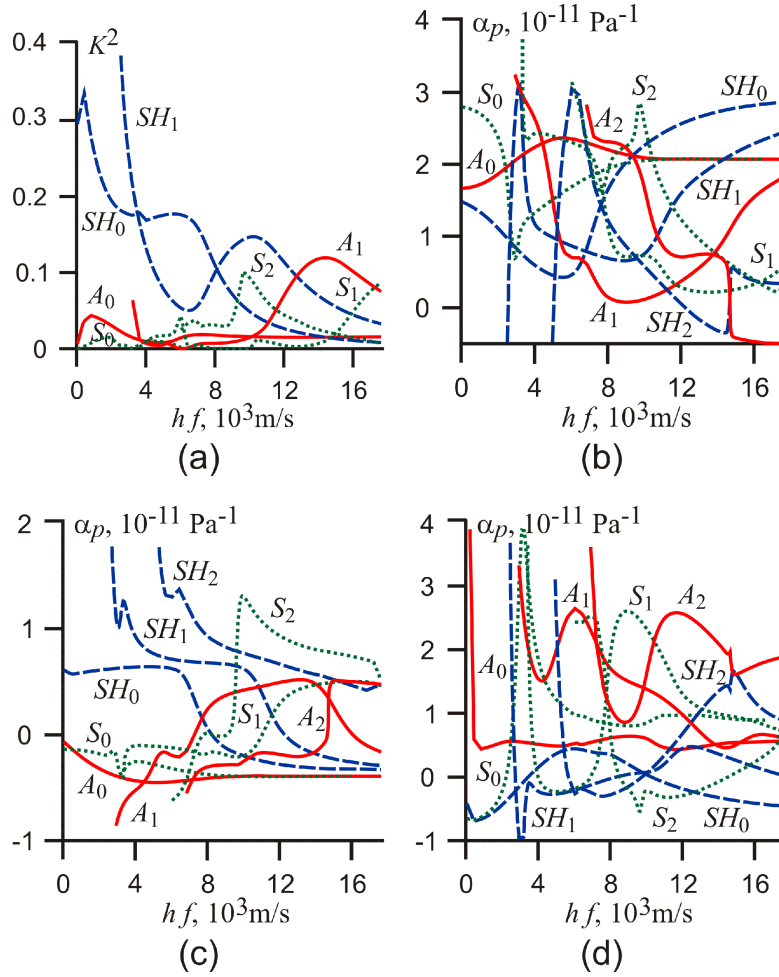 K²
0.4
0.3
0.2
0.1
0
SH₁
SH₀
A₀
S₀
S₂
A₁
S₁
0 4 8 12 16
h f, 10³m/s
(a)
αₚ, 10⁻¹¹ Pa⁻¹
4
3
2
1
0
S₀
A₀
A₂
S₂
SH₀
SH₁
S₁
A₁
SH₂
0 4 8 12 16
h f, 10³m/s
(b)
αₚ, 10⁻¹¹ Pa⁻¹
2
1
0
-1
SH₂
SH₁
SH₀
S₂
S₀
S₁
A₂
A₀
A₁
0 4 8 12 16
h f, 10³m/s
(c)
αₚ, 10⁻¹¹ Pa⁻¹
4
3
2
1
0
-1
A₁
S₁
A₂
A₀
SH₂
S₀
SH₁
S₂
SH₀
0 4 8 12 16
h f, 10³m/s
(d)